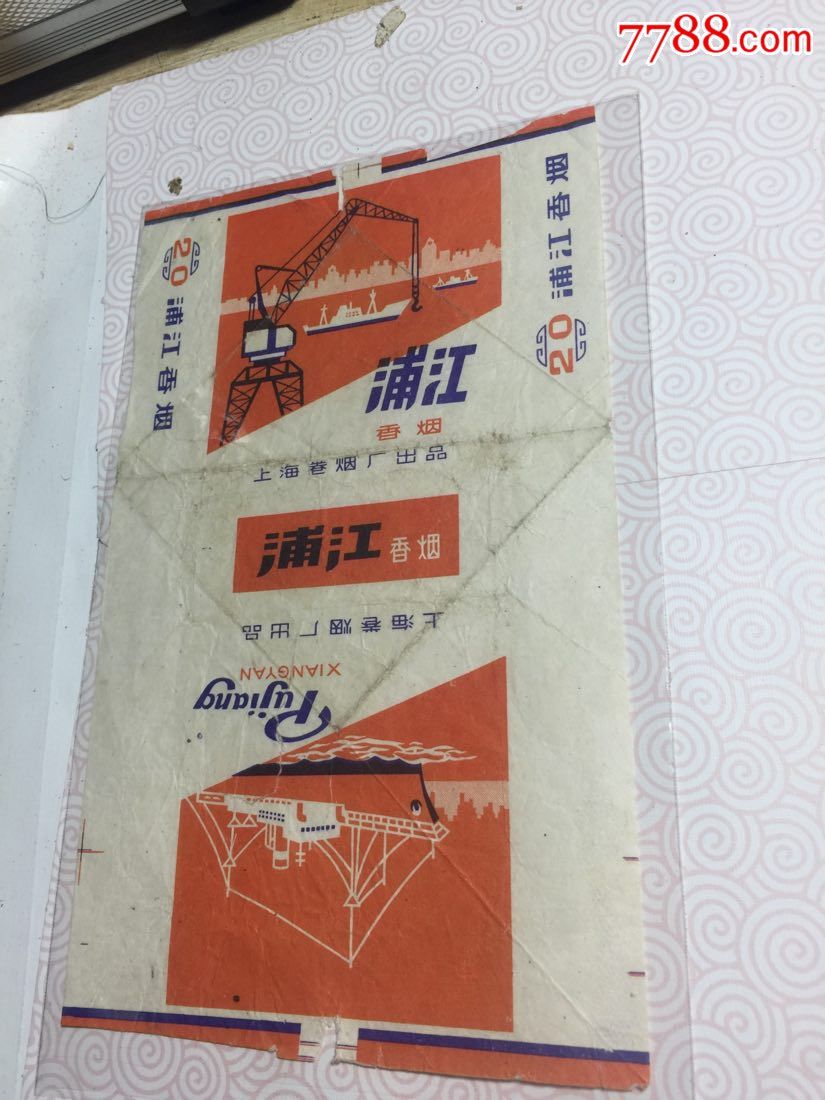 7788.com
20 浦江香烟
20 浦江香烟
浦江
香烟
上海卷烟厂出品
浦江 香烟
上海卷烟厂出品
XIANGYAN
Pujiang